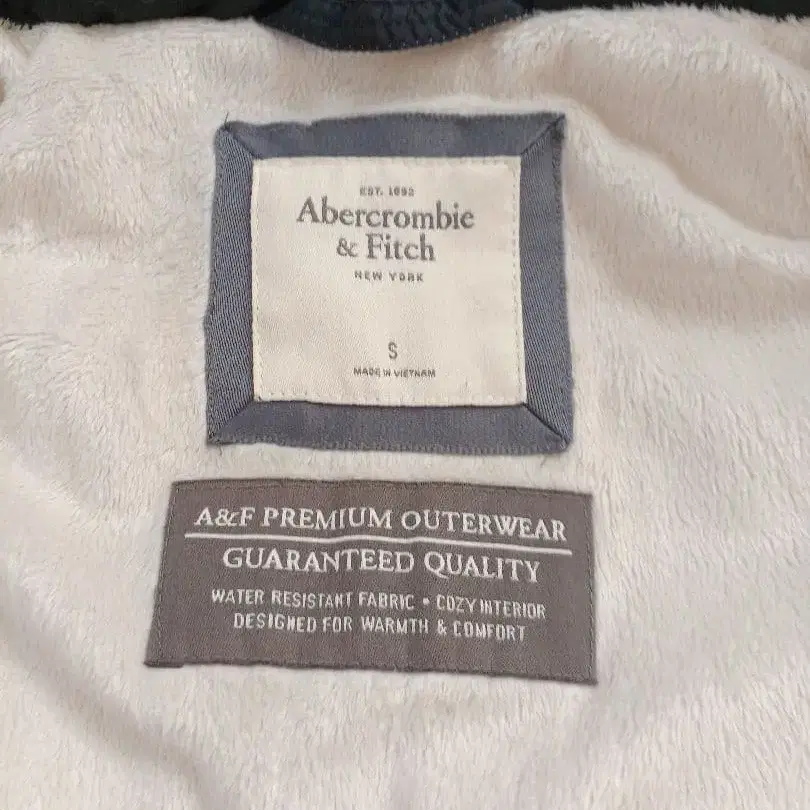 EST. 1892
Abercrombie
& Fitch
NEW YORK
S
MADE IN VIETNAM
A&F PREMIUM OUTERWEAR
GUARANTEED QUALITY
WATER RESISTANT FABRIC • COZY INTERIOR
DESIGNED FOR WARMTH & COMFORT